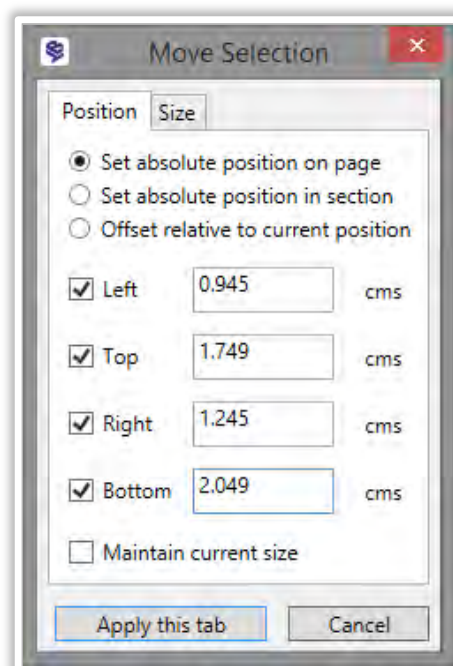 Move Selection
Position Size
Set absolute position on page
Set absolute position in section
Offset relative to current position
Left 0.945 cms
Top 1.749 cms
Right 1.245 cms
Bottom 2.049 cms
Maintain current size
Apply this tab Cancel